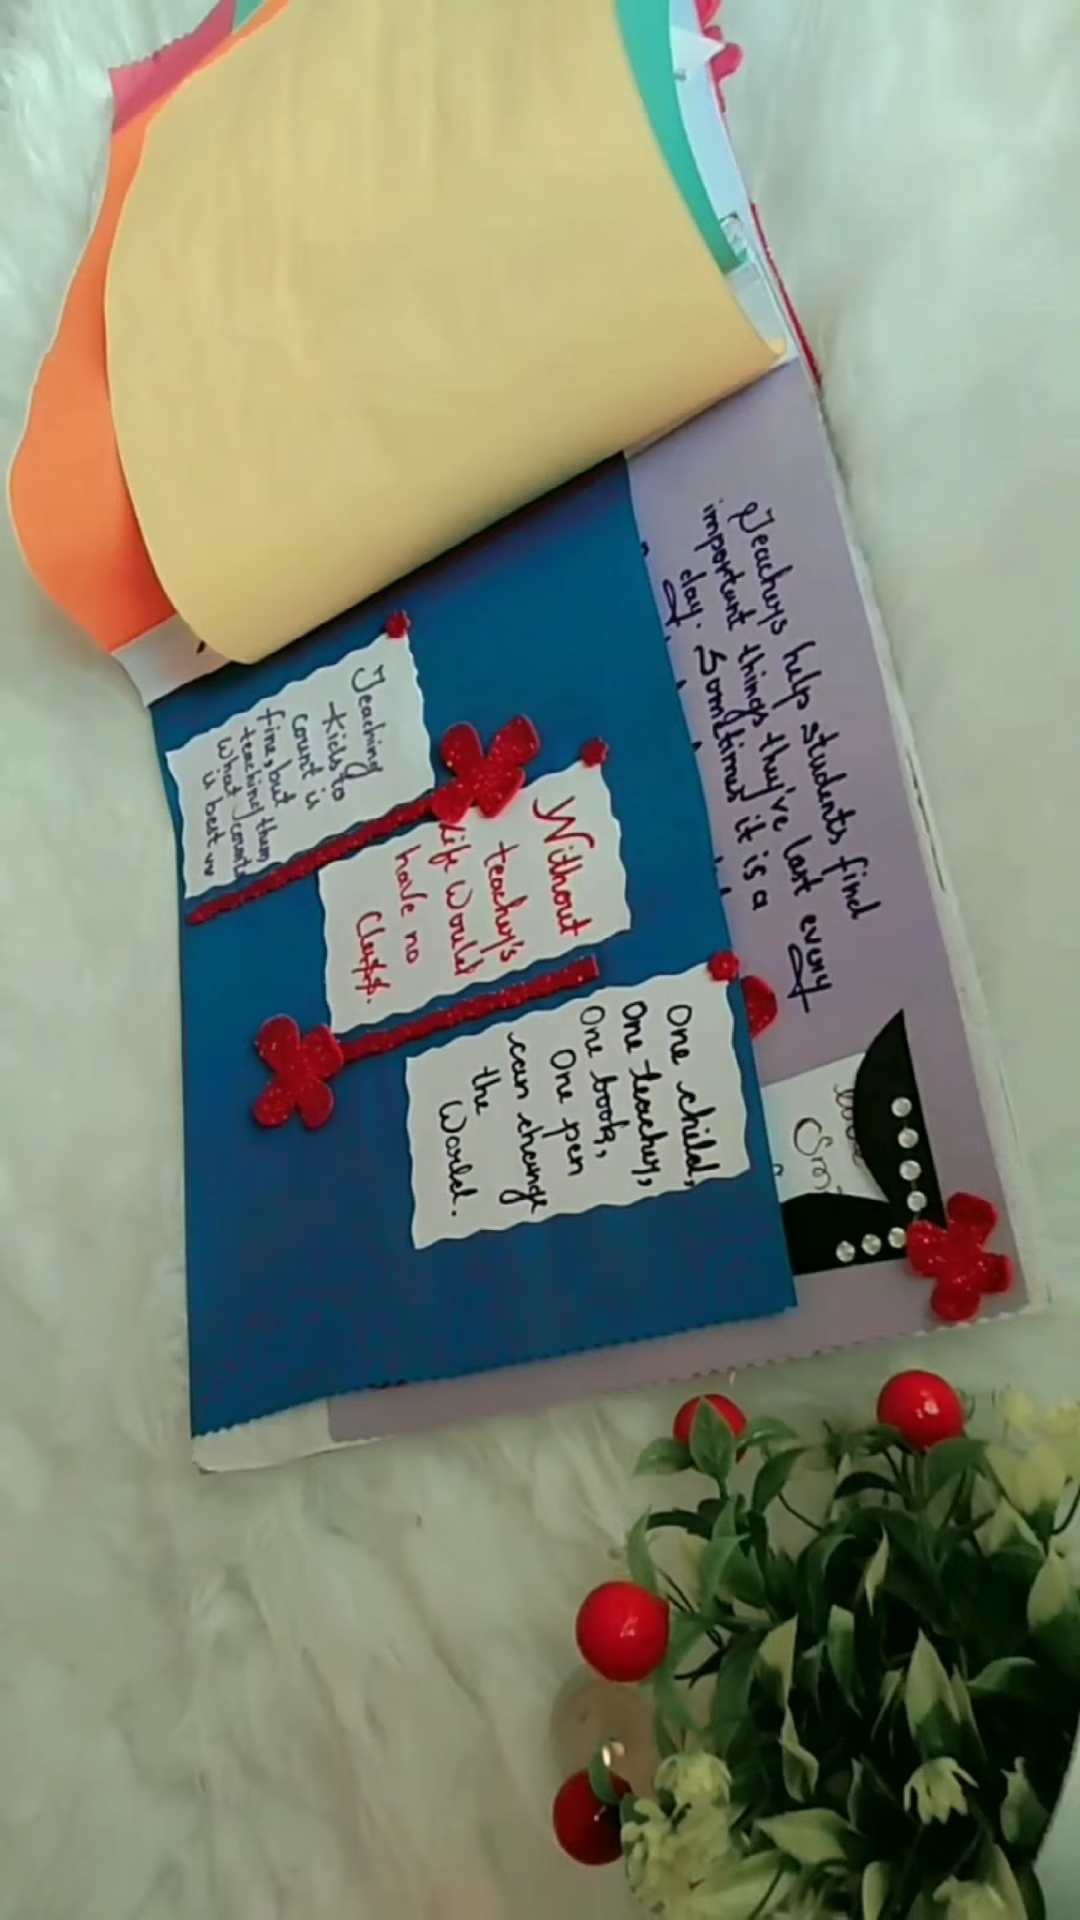 Teachers help students find
important things they've lost every
day. Sometimes it is a
Teaching
Kids to
count is
fine, but
teaching them
what counts
is best
Without
teacher's
life Would
have no
Class.
One child,
One teacher,
One book,
One pen
can change
the
World.